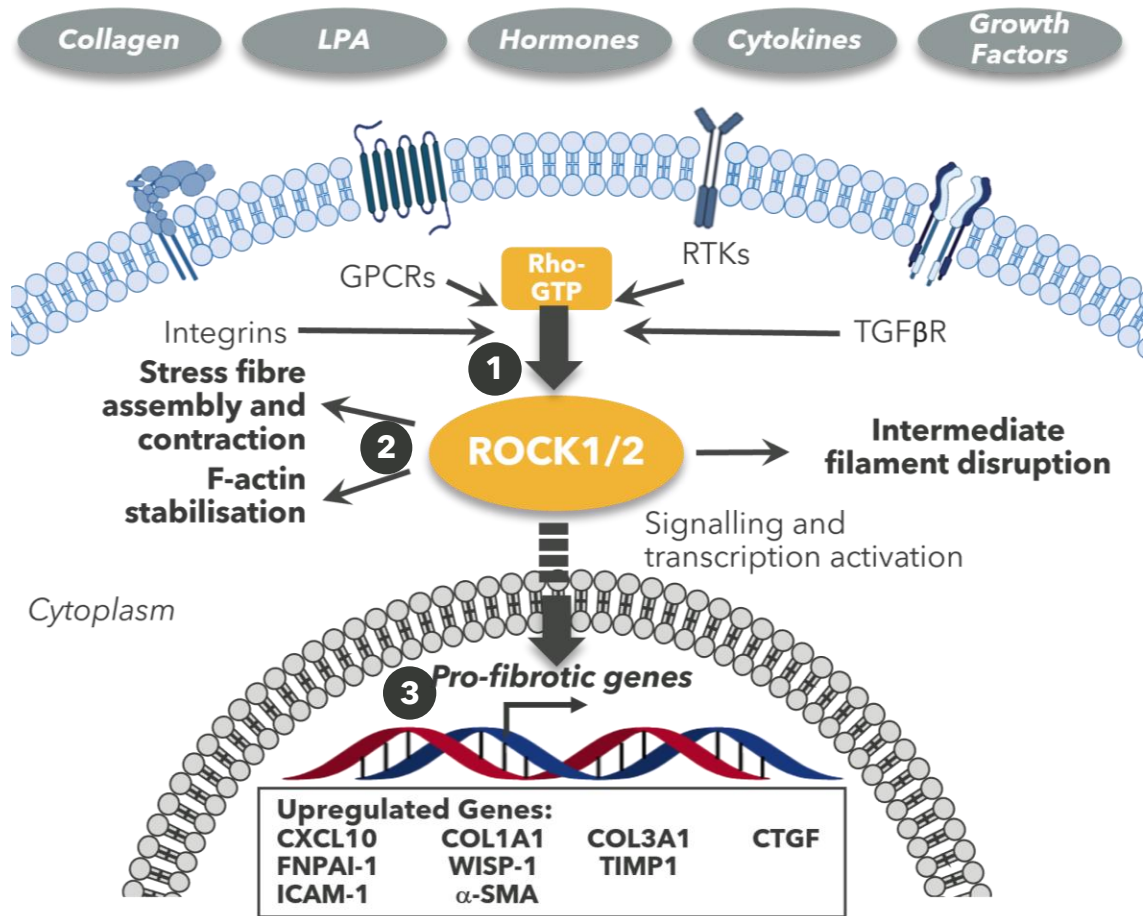 Collagen
LPA
Hormones
Cytokines
Growth
Factors
GPCRs
Rho-
GTP
RTKs
Integrins
TGFβR
1
Stress fibre
assembly and
contraction
2
F-actin
stabilisation
ROCK1/2
Intermediate
filament disruption
Signalling and
transcription activation
Cytoplasm
3
Pro-fibrotic genes
Upregulated Genes:
CXCL10 COL1A1 COL3A1 CTGF
FNPAI-1 WISP-1 TIMP1
ICAM-1 α-SMA